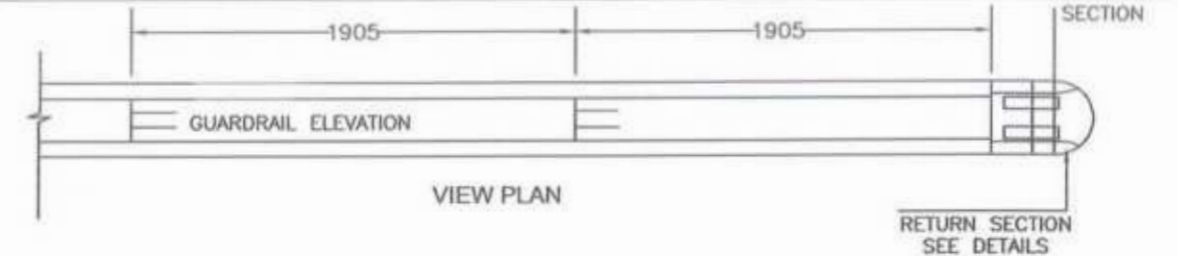 SECTION
1905 1905
GUARDRAIL ELEVATION
VIEW PLAN
RETURN SECTION
SEE DETAILS